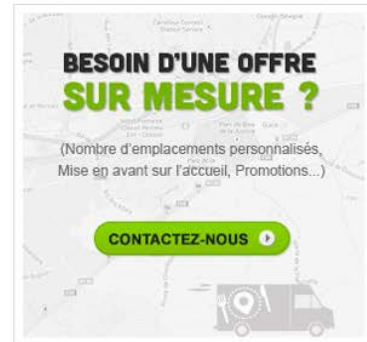 BESOIN D'UNE OFFRE
SUR MESURE ?
(Nombre d'emplacements personnalisés,
Mise en avant sur l'accueil, Promotions...)
CONTACTEZ-NOUS